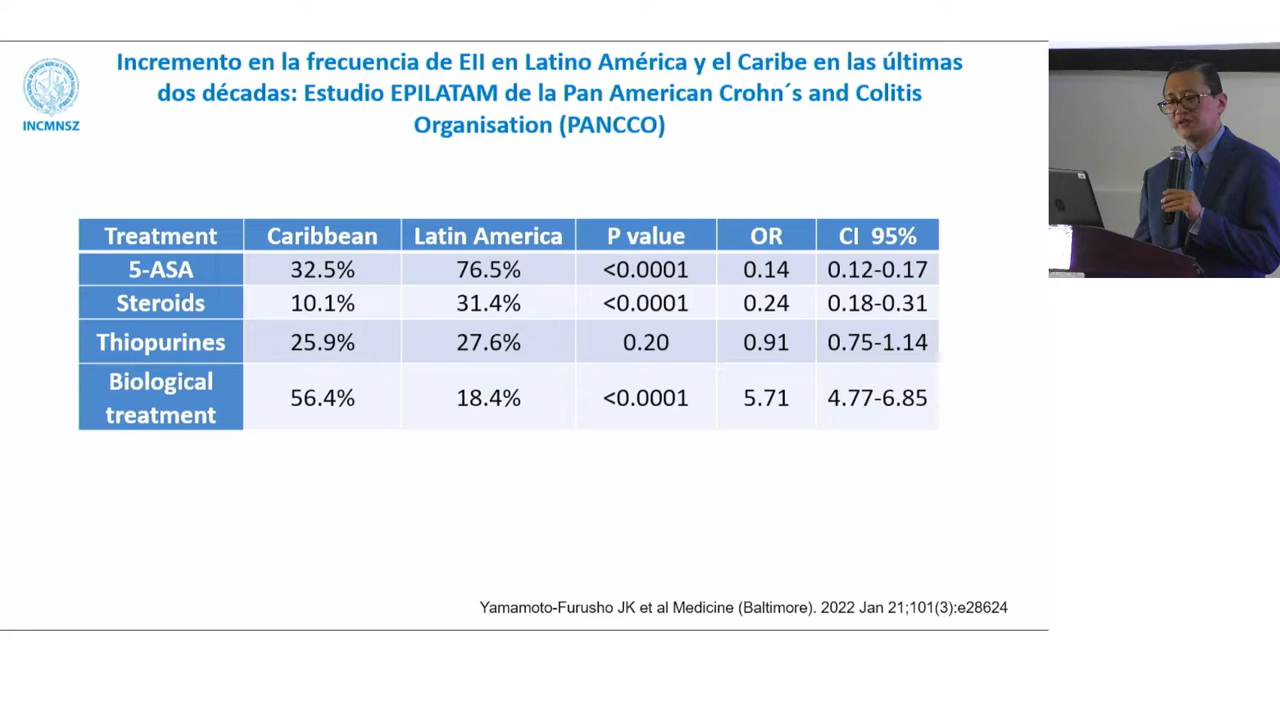 Incremento en la frecuencia de EII en Latino América y el Caribe en las últimas
dos décadas: Estudio EPILATAM de la Pan American Crohn´s and Colitis
Organisation (PANCCO)
INCMNSZ
Treatment Caribbean Latin America P value OR CI 95%
5-ASA 32.5% 76.5% <0.0001 0.14 0.12-0.17
Steroids 10.1% 31.4% <0.0001 0.24 0.18-0.31
Thiopurines 25.9% 27.6% 0.20 0.91 0.75-1.14
Biological
treatment 56.4% 18.4% <0.0001 5.71 4.77-6.85
Yamamoto-Furusho JK et al Medicine (Baltimore). 2022 Jan 21;101(3):e28624